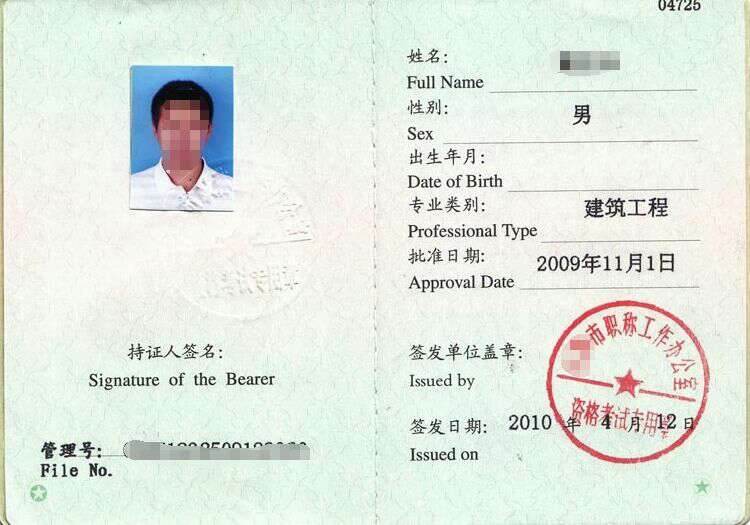 04725
姓名:
Full Name
性别: 男
Sex
出生年月:
Date of Birth
专业类别: 建筑工程
Professional Type
批准日期: 2009年11月1日
Approval Date
持证人签名:
Signature of the Bearer
管理号:
File No.
签发单位盖章:
Issued by
市职称工作办公室
资格考试专用章
签发日期: 2010 年 4 月 12日
Issued on